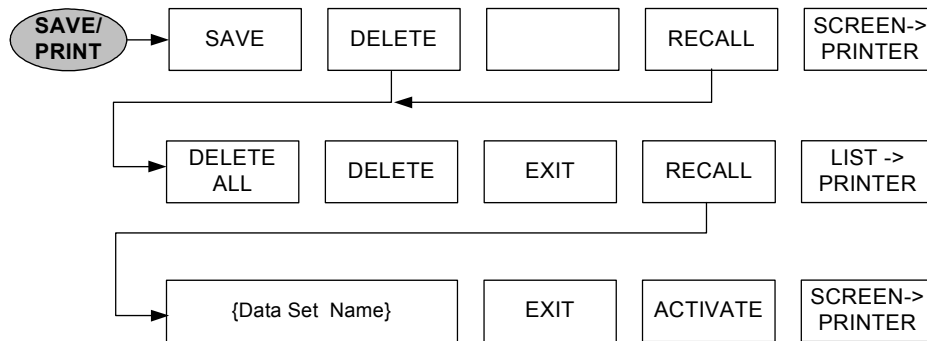 SAVE/
PRINT
SAVE
DELETE
RECALL
SCREEN->
PRINTER
DELETE
ALL
DELETE
EXIT
RECALL
LIST ->
PRINTER
{Data Set Name}
EXIT
ACTIVATE
SCREEN->
PRINTER